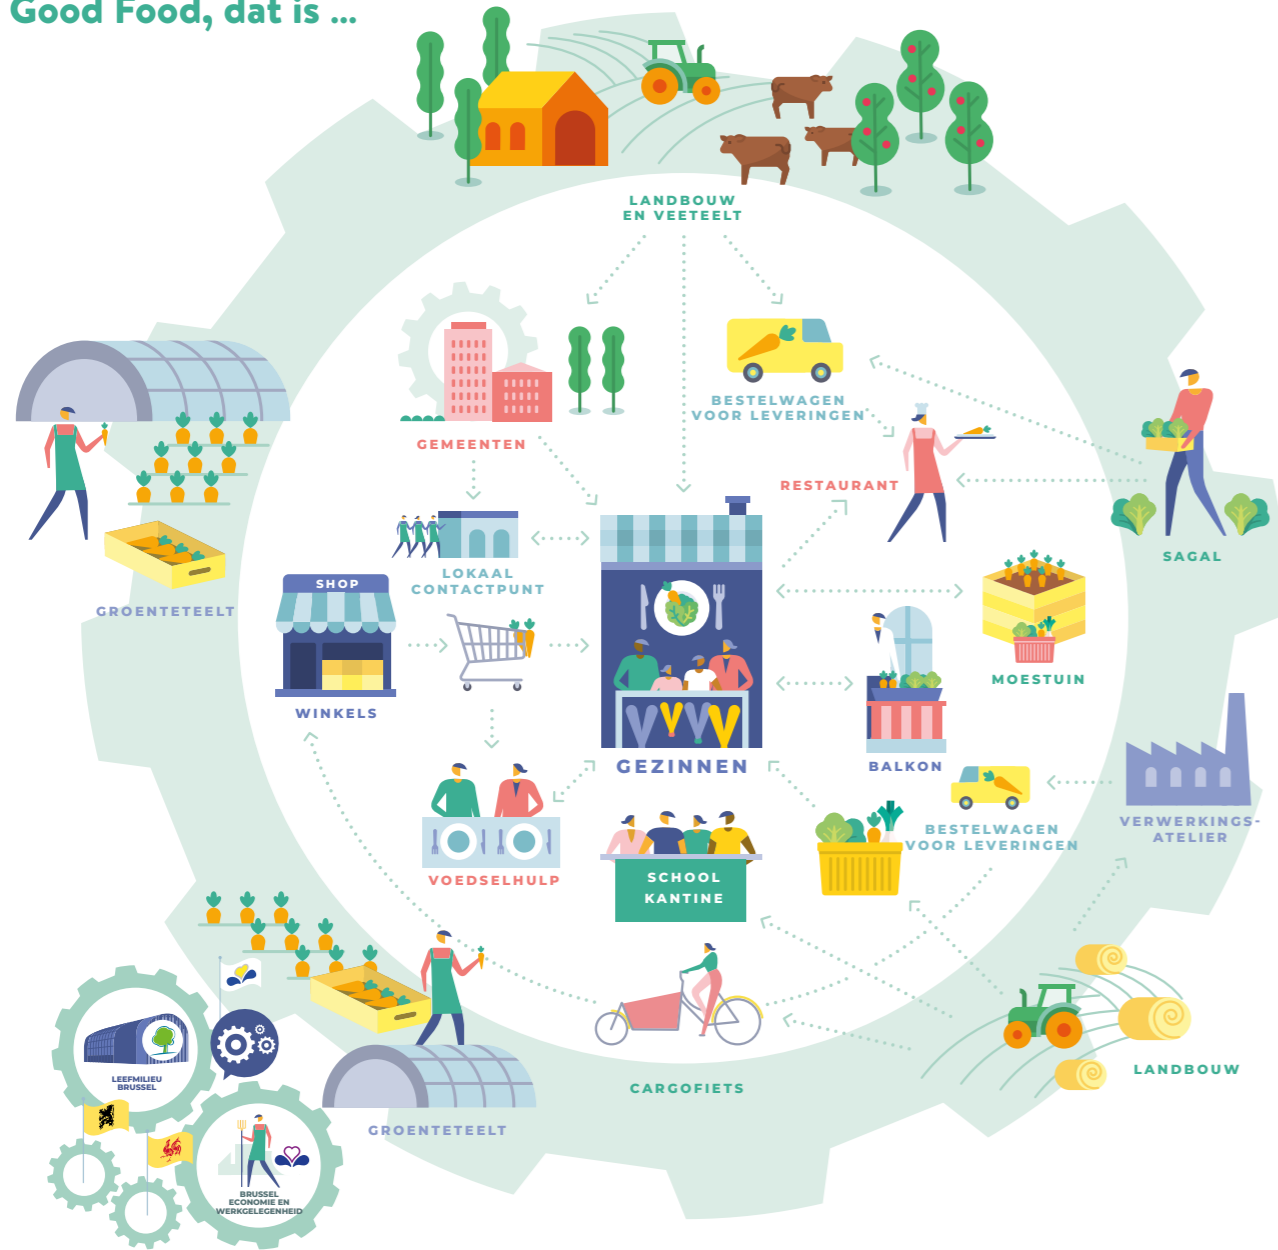 Good Food, dat is ...
LANDBOUW
EN VEETEELT
BESTELWAGEN
VOOR LEVERINGEN
GEMEENTEN
RESTAURANT
SAGAL
LOKAAL
CONTACTPUNT
SHOP
GROENTETEELT
MOESTUIN
WINKELS
GEZINNEN
BALKON
VERWERKINGS-
ATELIER
BESTELWAGEN
VOOR LEVERINGEN
VOEDSELHULP
SCHOOL
KANTINE
LANDBOUW
CARGOFIETS
GROENTETEELT
LEEFMILIEU
BRUSSEL
BRUSSEL
ECONOMIE EN
WERKGELEGENHEID